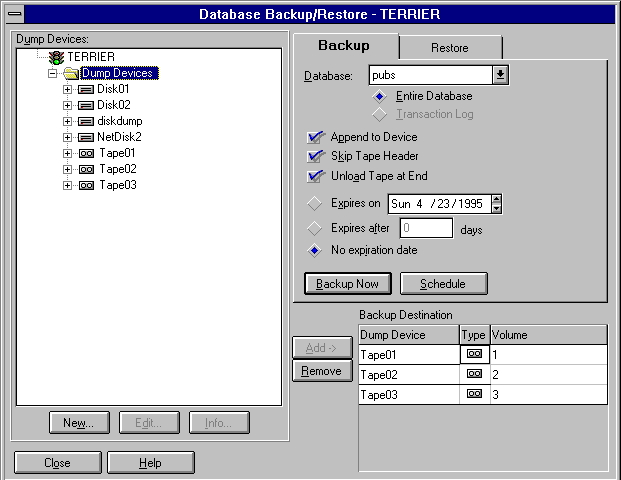 Database Backup/Restore - TERRIER
Dump Devices:
TERRIER
Dump Devices
Disk01
Disk02
diskdump
NetDisk2
Tape01
Tape02
Tape03
New...
Edit...
Info...
Close
Help
Backup
Restore
Database:
pubs
Entire Database
Transaction Log
Append to Device
Skip Tape Header
Unload Tape at End
Expires on
Sun 4 /23/1995
Expires after
0
days
No expiration date
Backup Now
Schedule
Add ->
Remove
Backup Destination
Dump Device Type Volume
Tape01 1
Tape02 2
Tape03 3